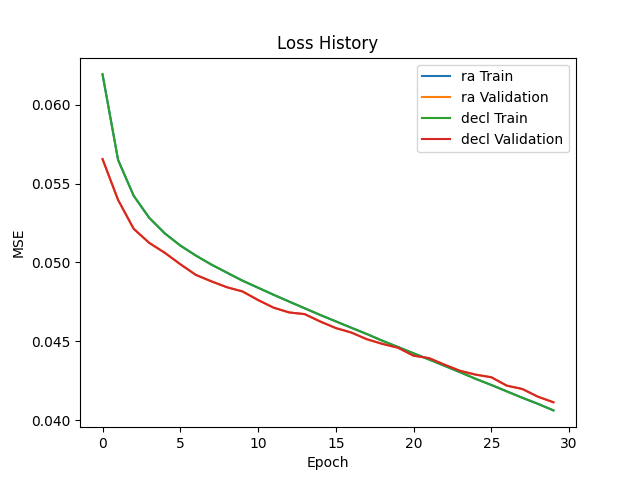 Loss History
ra Train
ra Validation
decl Train
decl Validation
0.060
0.055
0.050
0.045
0.040
MSE
0 5 10 15 20 25 30
Epoch